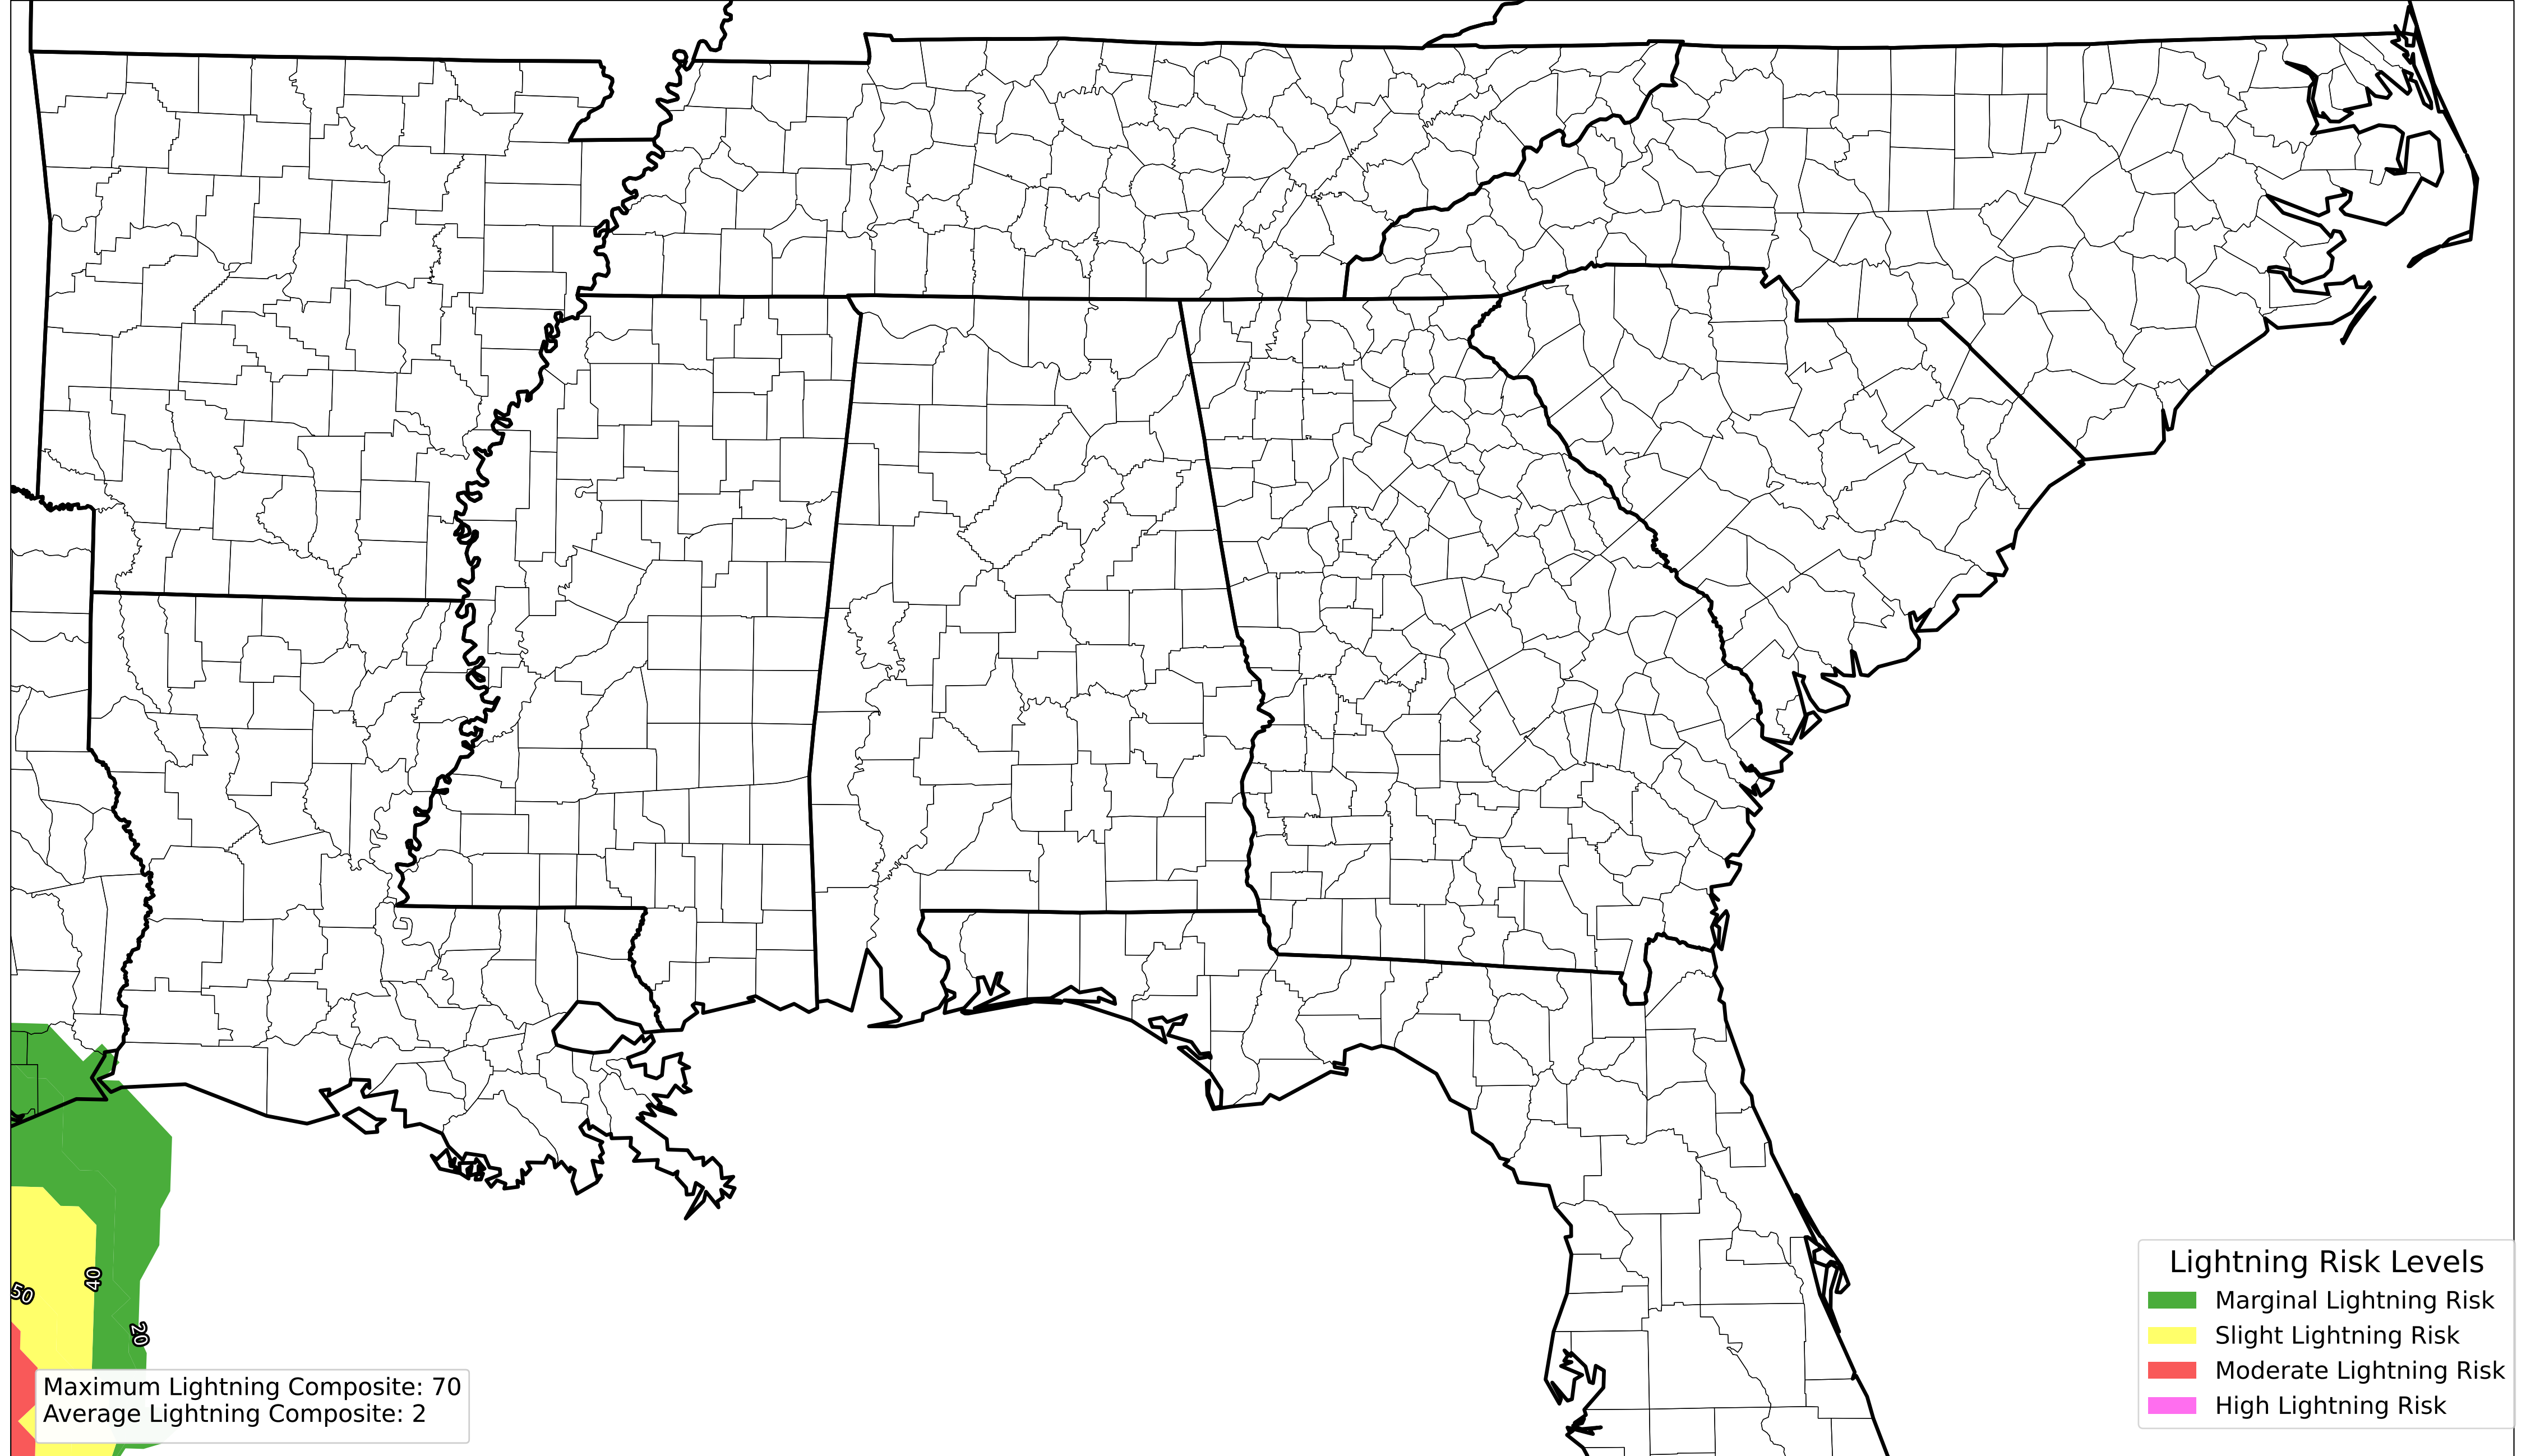 40
50
20
Maximum Lightning Composite: 70
Average Lightning Composite: 2
Lightning Risk Levels
Marginal Lightning Risk
Slight Lightning Risk
Moderate Lightning Risk
High Lightning Risk